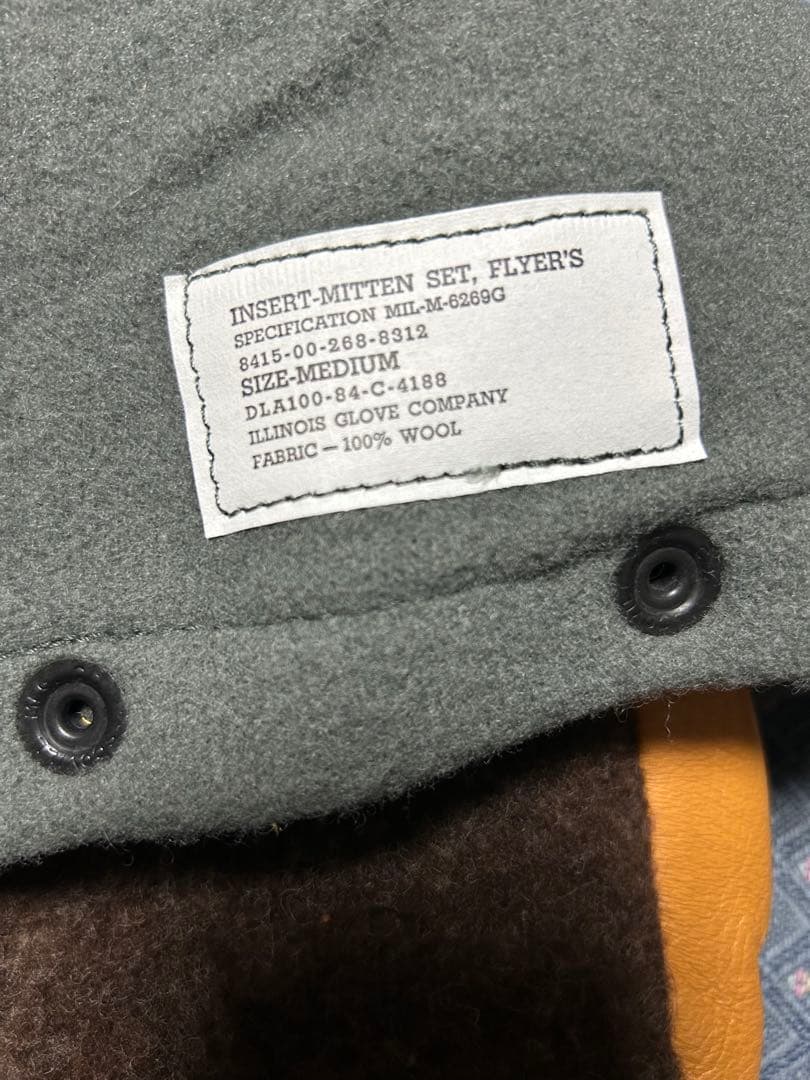 INSERT-MITTEN SET, FLYER'S
SPECIFICATION MIL-M-6269G
8415-00-268-8312
SIZE-MEDIUM
DLA100-84-C-4188
ILLINOIS GLOVE COMPANY
FABRIC — 100% WOOL